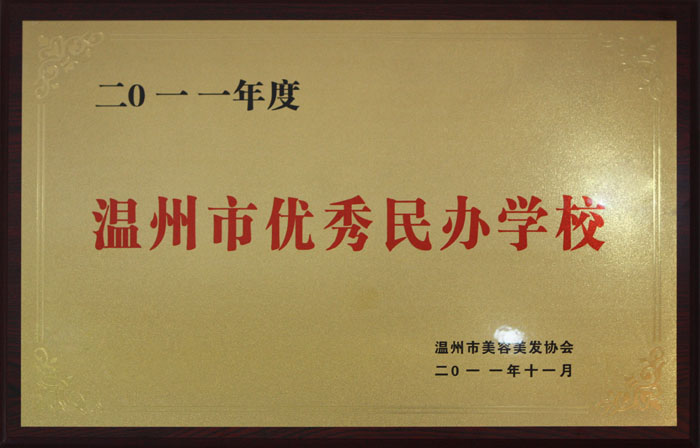 二0一一年度
温州市优秀民办学校
温州市美容美发协会
二0一一年十一月